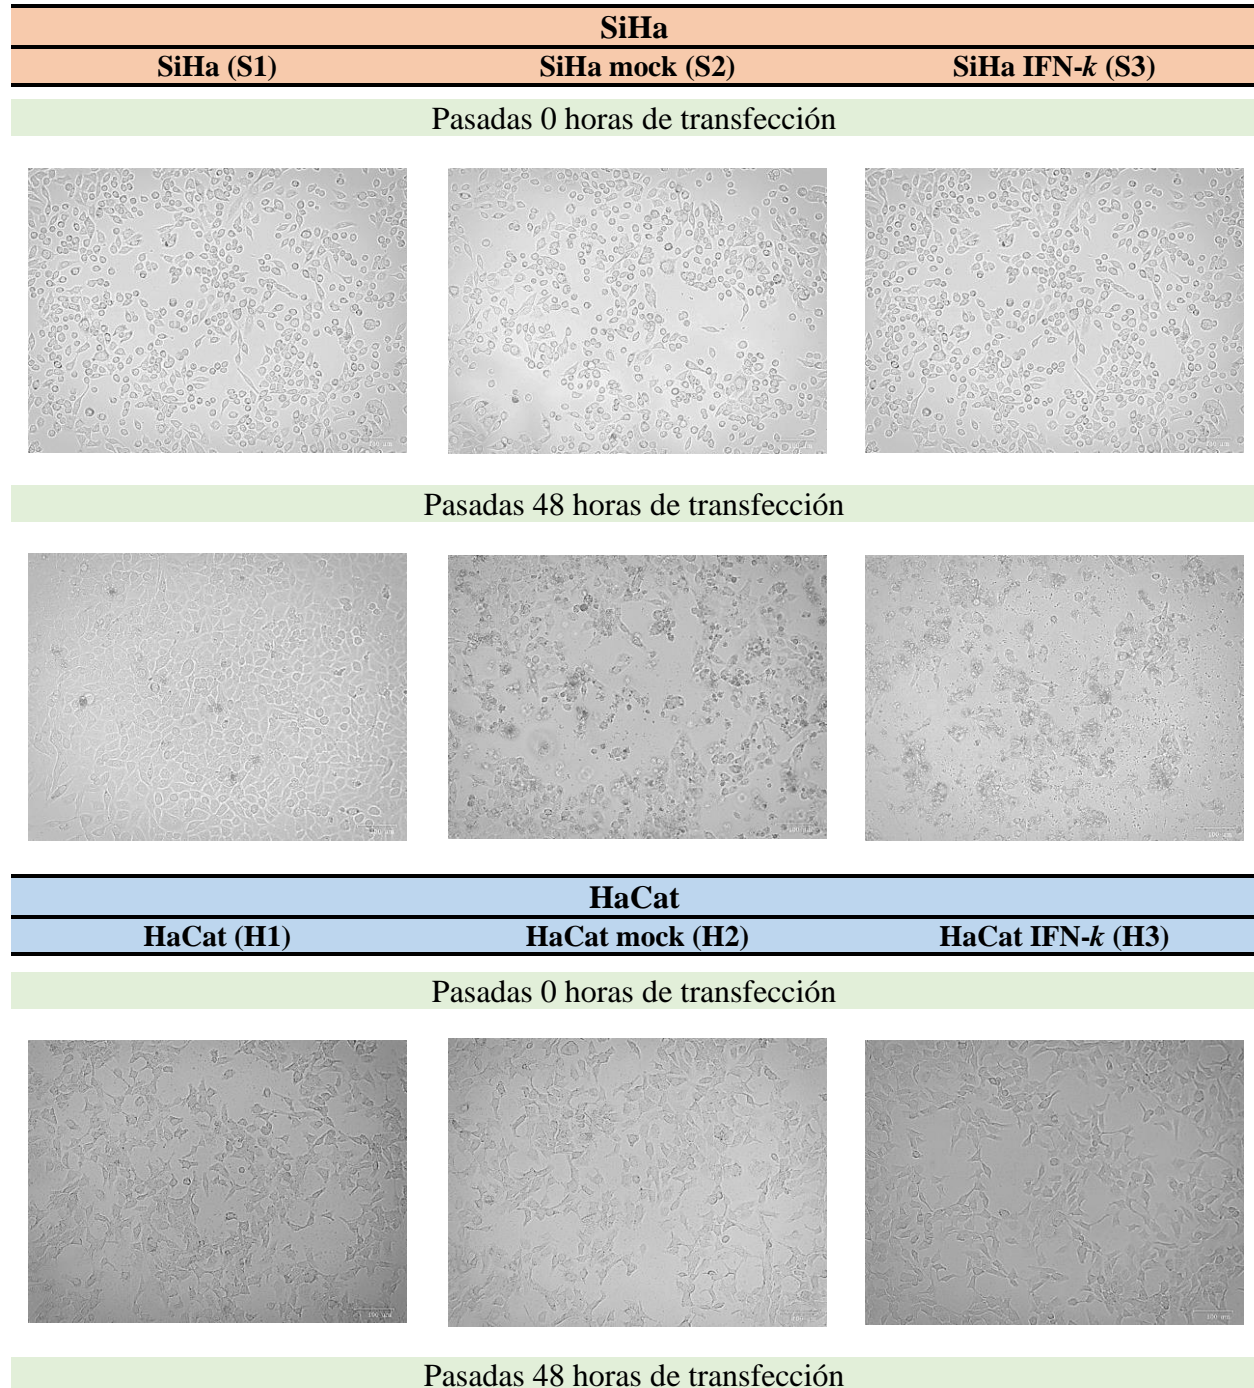 SiHa
SiHa (S1) SiHa mock (S2) SiHa IFN-k (S3)
Pasadas 0 horas de transfección
Pasadas 48 horas de transfección
HaCat
HaCat (H1) HaCat mock (H2) HaCat IFN-k (H3)
Pasadas 0 horas de transfección
Pasadas 48 horas de transfección